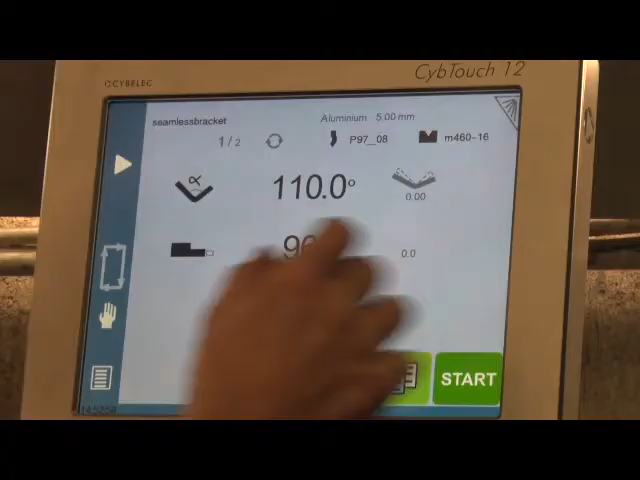 CYBELEC
CybTouch 12
seamlessbracket
Aluminium 5.00 mm
1 / 2
P97_08
m460-16
α
110.0°
0.00
0.0
START